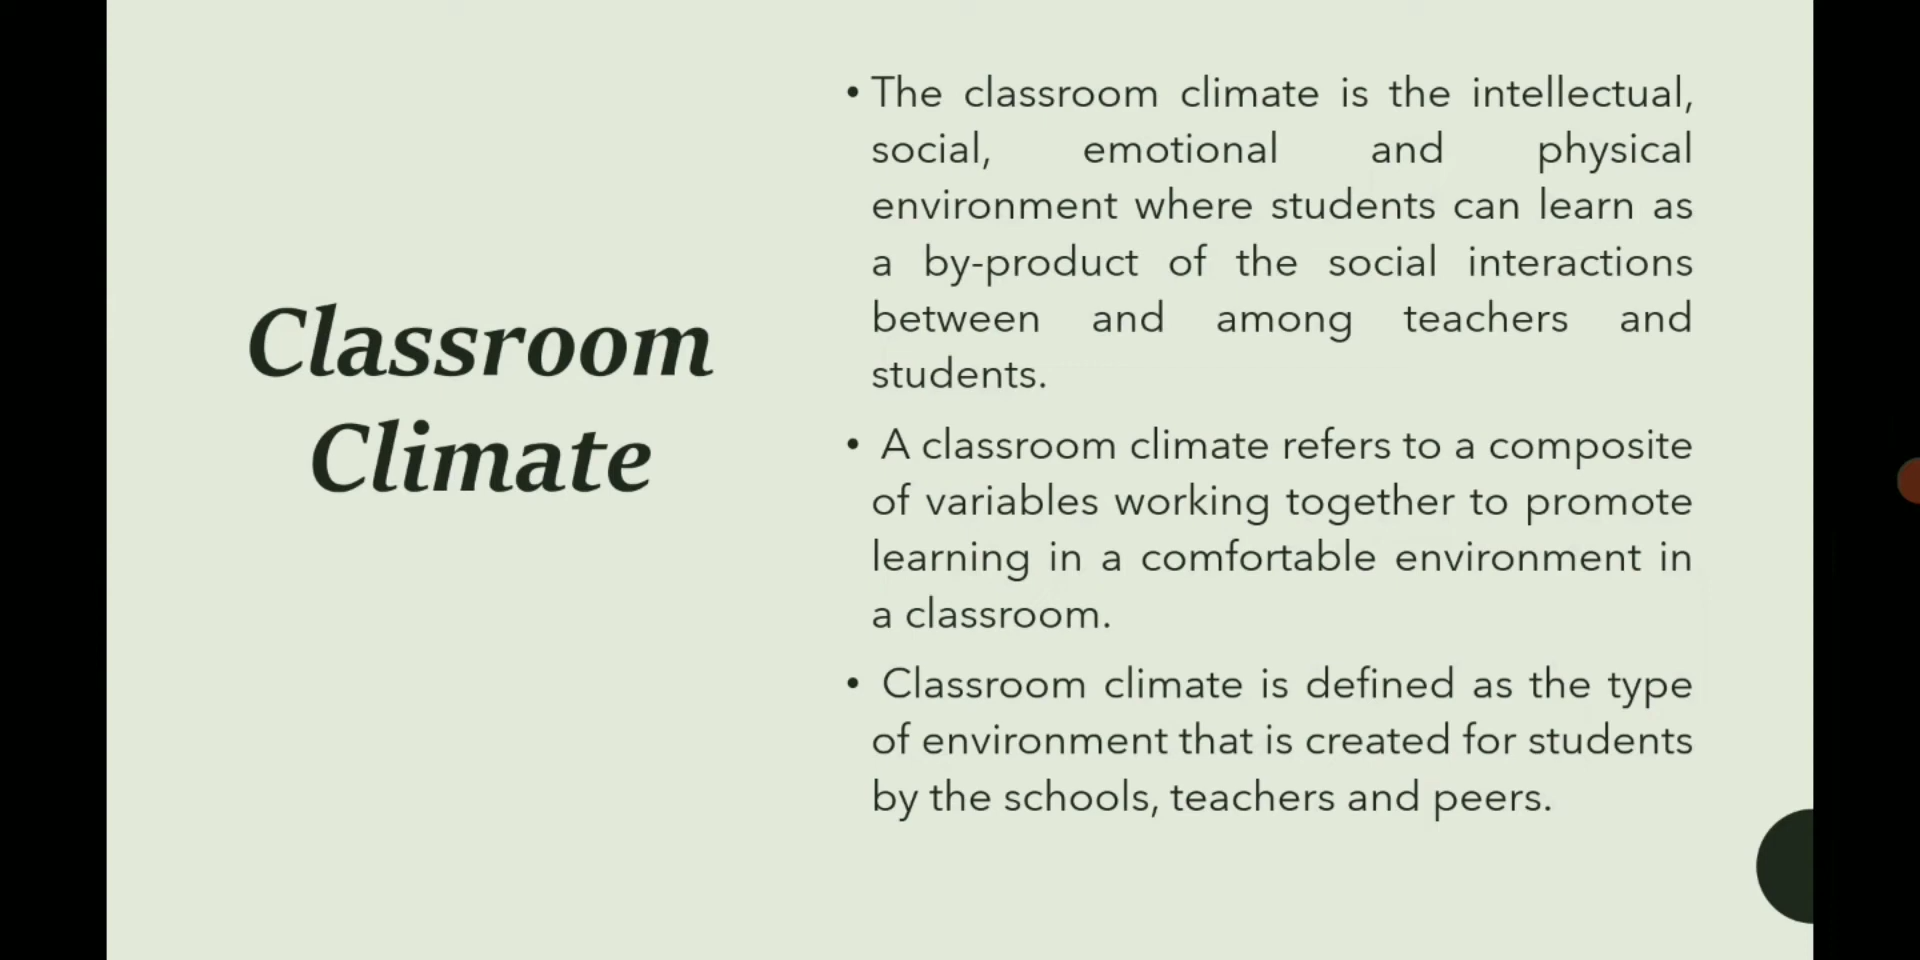 Classroom
Climate
• The classroom climate is the intellectual,
social, emotional and physical
environment where students can learn as
a by-product of the social interactions
between and among teachers and
students.
• A classroom climate refers to a composite
of variables working together to promote
learning in a comfortable environment in
a classroom.
• Classroom climate is defined as the type
of environment that is created for students
by the schools, teachers and peers.